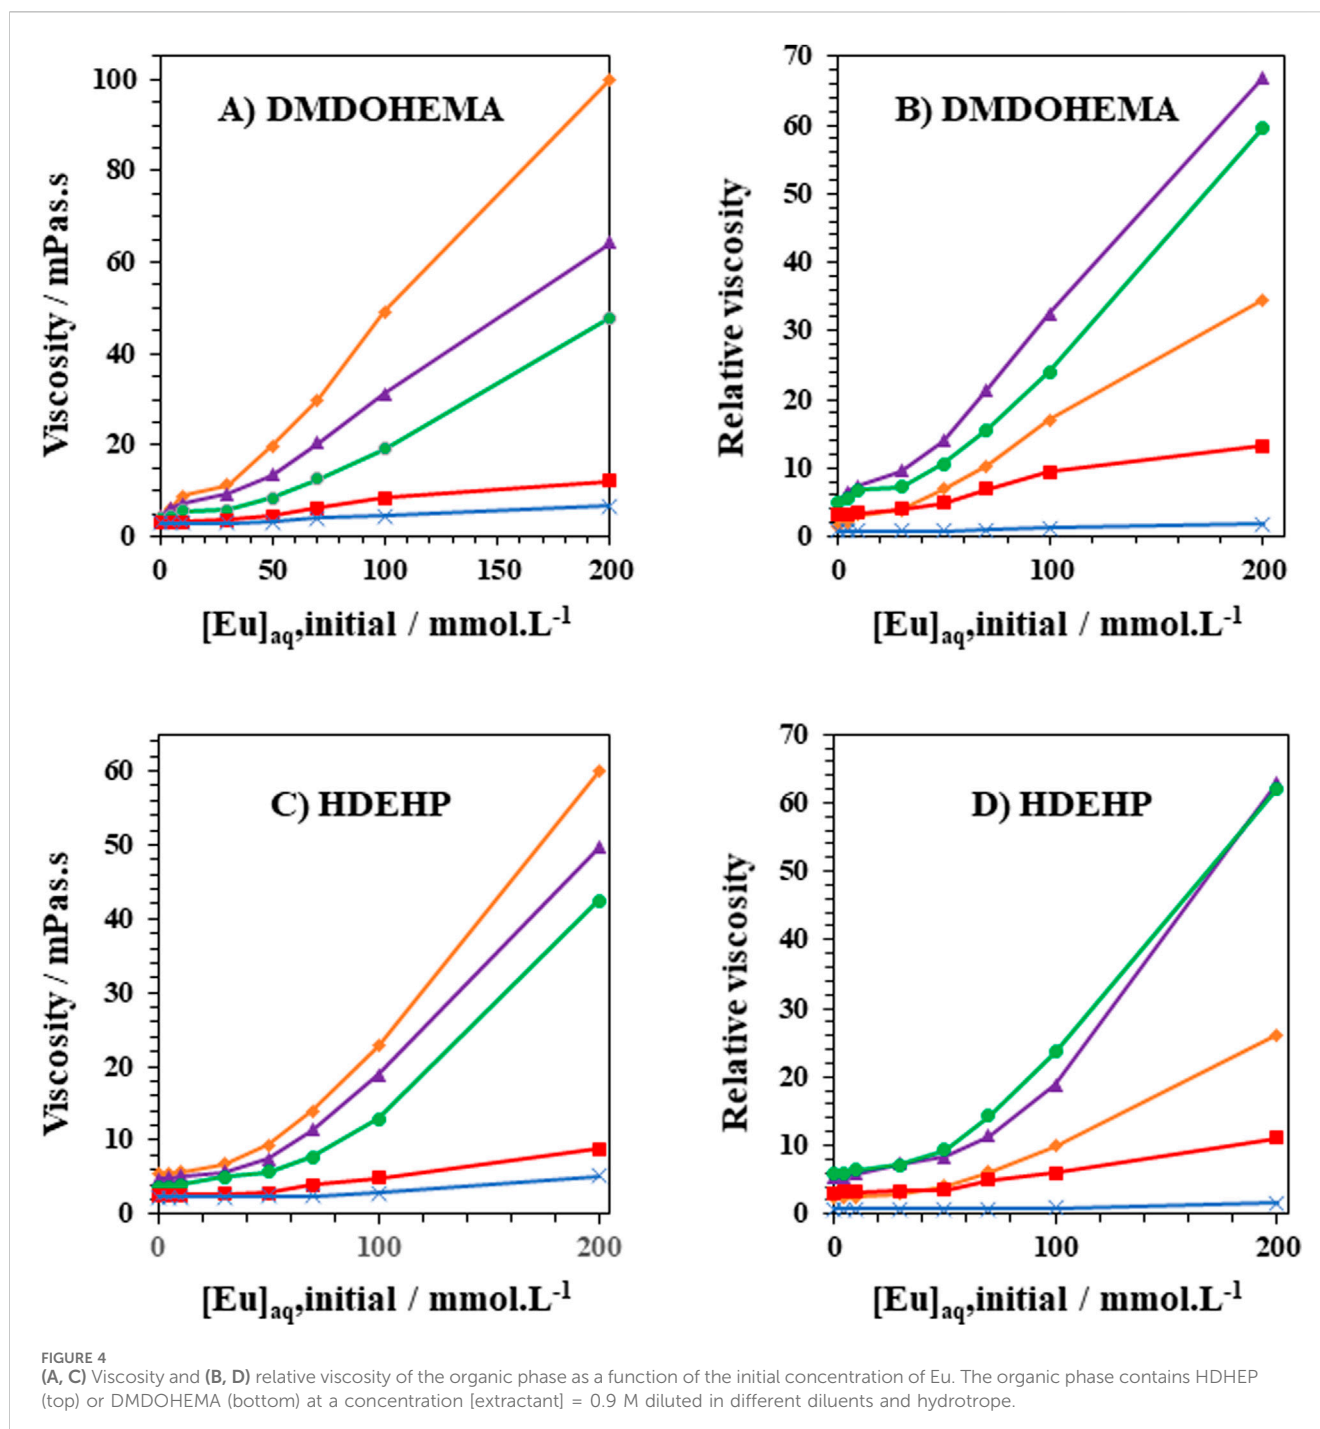 A) DMDOHEMA
Viscosity / mPas.s
100
80
60
40
20
0
0 50 100 150 200
[Eu]aq,initial / mmol.L-1
B) DMDOHEMA
Relative viscosity
70
60
50
40
30
20
10
0
0 100 200
[Eu]aq,initial / mmol.L-1
C) HDEHP
Viscosity / mPas.s
60
50
40
30
20
10
0
0 100 200
[Eu]aq,initial / mmol.L-1
D) HDEHP
Relative viscosity
70
60
50
40
30
20
10
0
0 100 200
[Eu]aq,initial / mmol.L-1
FIGURE 4
(A, C) Viscosity and (B, D) relative viscosity of the organic phase as a function of the initial concentration of Eu. The organic phase contains HDHEP
(top) or DMDOHEMA (bottom) at a concentration [extractant] = 0.9 M diluted in different diluents and hydrotrope.